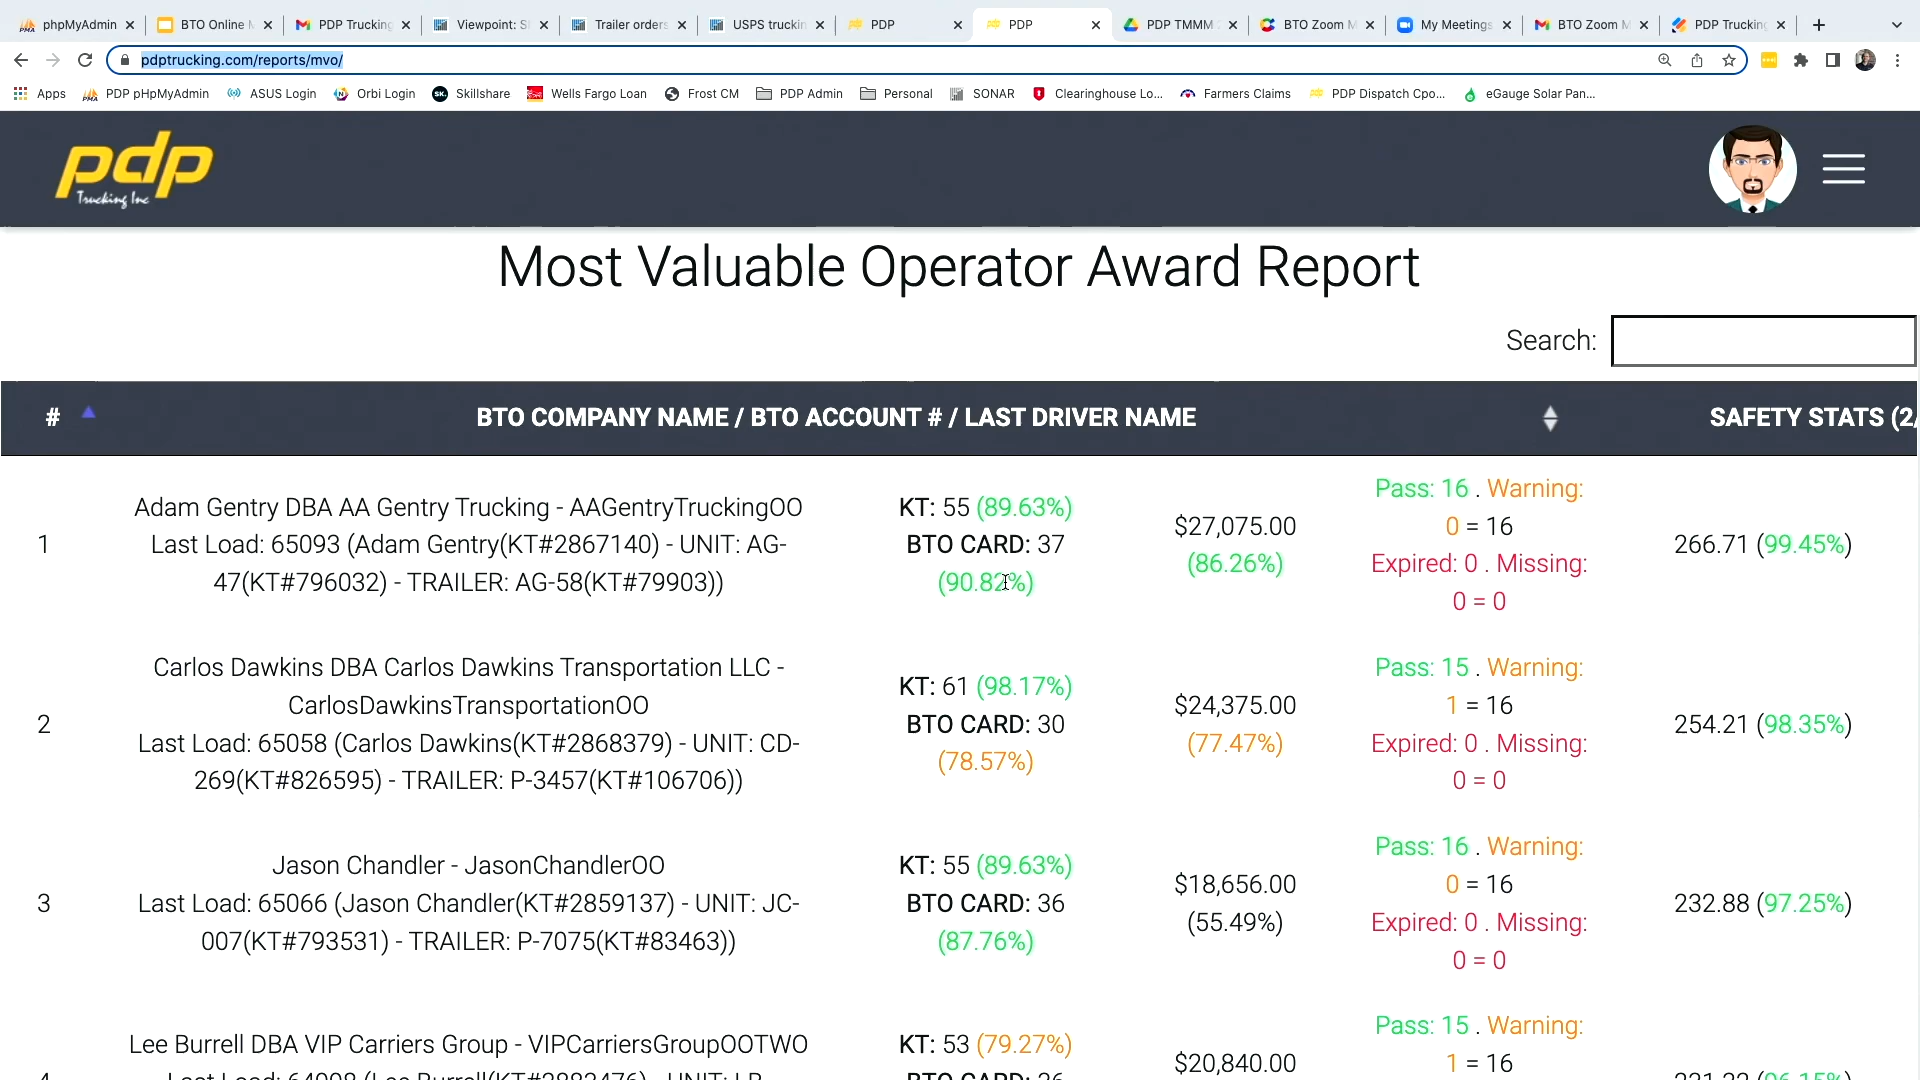 phpMyAdmin
BTO Online M
PDP Trucking
Viewpoint: S
Trailer orders
USPS truckin
PDP
PDP
PDP TMMM
BTO Zoom M
My Meetings
BTO Zoom M
PDP Trucking
pdptrucking.com/reports/mvo/
Apps
PDP pHpMyAdmin
ASUS Login
Orbi Login
SK.
Skillshare
Wells Fargo Loan
Frost CM
PDP Admin
Personal
SONAR
Clearinghouse Lo...
Farmers Claims
PDP Dispatch Cpo...
eGauge Solar Pan...
pdp
Trucking Inc
Most Valuable Operator Award Report
Search:
# BTO COMPANY NAME / BTO ACCOUNT # / LAST DRIVER NAME SAFETY STATS (2/
1
Adam Gentry DBA AA Gentry Trucking - AAGentryTruckingOO
Last Load: 65093 (Adam Gentry(KT#2867140) - UNIT: AG-
47(KT#796032) - TRAILER: AG-58(KT#79903))
KT: 55 (89.63%)
BTO CARD: 37
(90.82%)
$27,075.00
(86.26%)
Pass: 16 . Warning:
0 = 16
Expired: 0 . Missing:
0 = 0
266.71 (99.45%)
2
Carlos Dawkins DBA Carlos Dawkins Transportation LLC -
CarlosDawkinsTransportationOO
Last Load: 65058 (Carlos Dawkins(KT#2868379) - UNIT: CD-
269(KT#826595) - TRAILER: P-3457(KT#106706))
KT: 61 (98.17%)
BTO CARD: 30
(78.57%)
$24,375.00
(77.47%)
Pass: 15 . Warning:
1 = 16
Expired: 0 . Missing:
0 = 0
254.21 (98.35%)
3
Jason Chandler - JasonChandlerOO
Last Load: 65066 (Jason Chandler(KT#2859137) - UNIT: JC-
007(KT#793531) - TRAILER: P-7075(KT#83463))
KT: 55 (89.63%)
BTO CARD: 36
(87.76%)
$18,656.00
(55.49%)
Pass: 16 . Warning:
0 = 16
Expired: 0 . Missing:
0 = 0
232.88 (97.25%)
Lee Burrell DBA VIP Carriers Group - VIPCarriersGroupOOTWO
KT: 53 (79.27%)
$20,840.00
Pass: 15 . Warning:
1 = 16